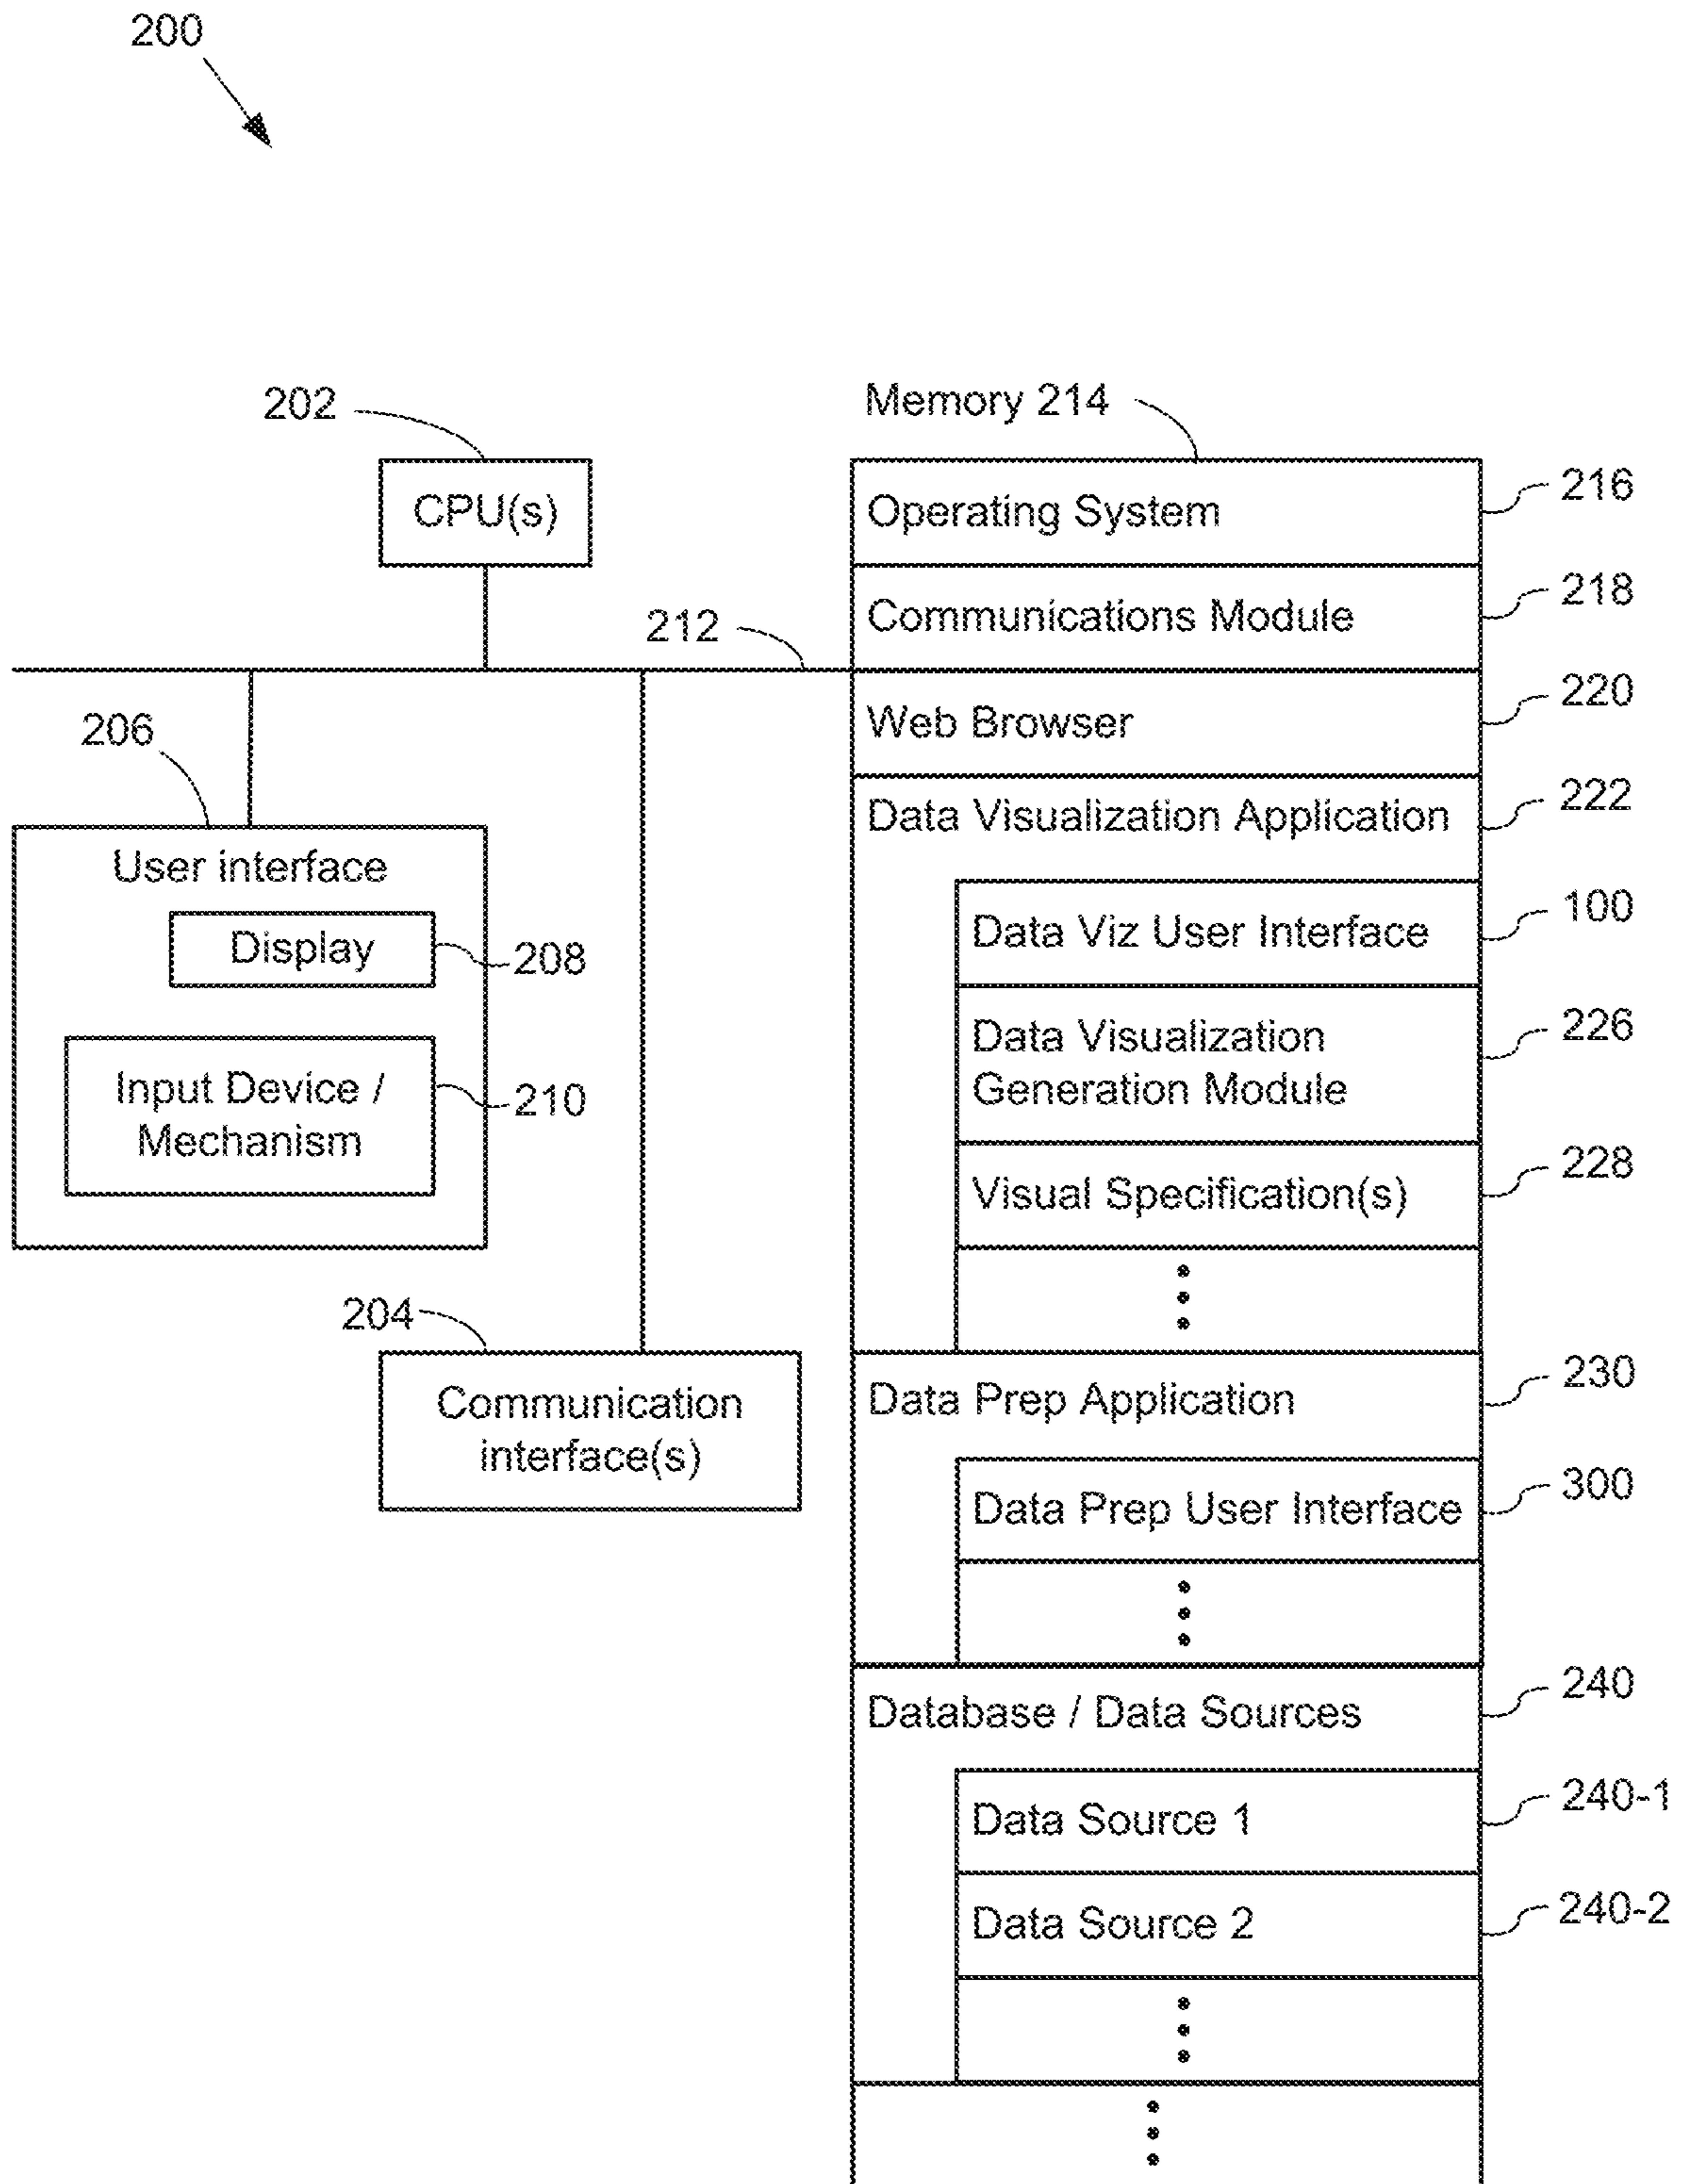 200
202
CPU(s)
212
206
User interface
Display
208
Input Device /
Mechanism
210
204
Communication
interface(s)
Memory 214
Operating System
216
Communications Module
218
Web Browser
220
Data Visualization Application
222
Data Viz User Interface
100
Data Visualization
Generation Module
226
Visual Specification(s)
228
Data Prep Application
230
Data Prep User Interface
300
Database / Data Sources
240
Data Source 1
240-1
Data Source 2
240-2